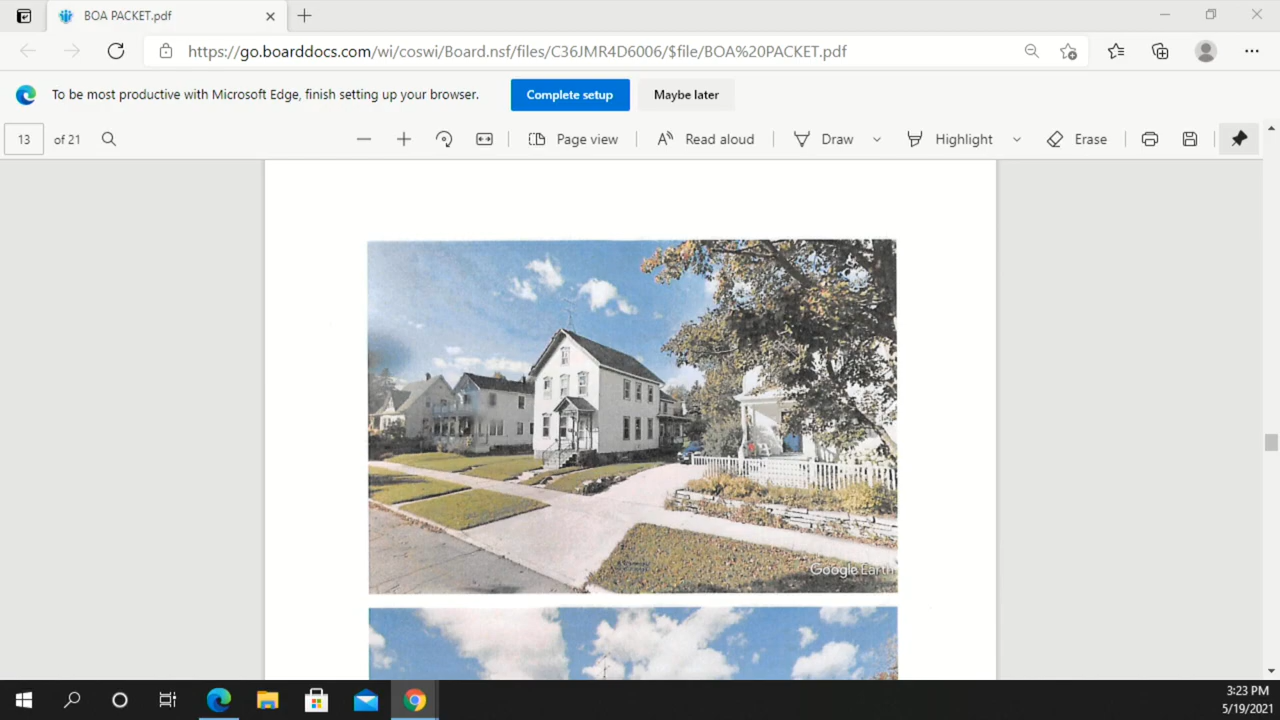 BOA PACKET.pdf
https://go.boarddocs.com/wi/coswi/Board.nsf/files/C36JMR4D6006/$file/BOA%20PACKET.pdf
To be most productive with Microsoft Edge, finish setting up your browser.
Complete setup
Maybe later
13 of 21
Page view
Read aloud
Draw
Highlight
Erase
Google Earth
3:23 PM
5/19/2021